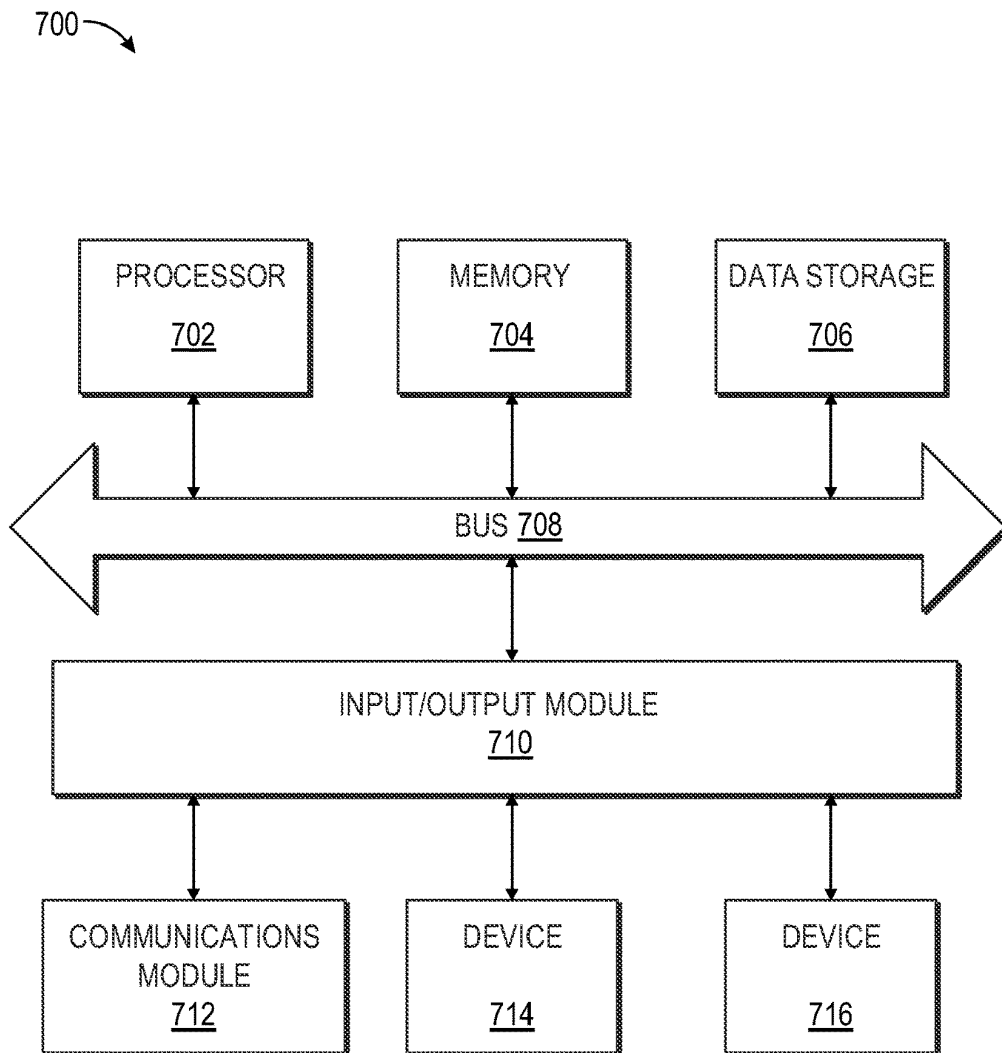 700
PROCESSOR
702
MEMORY
704
DATA STORAGE
706
BUS 708
INPUT/OUTPUT MODULE
710
COMMUNICATIONS
MODULE
712
DEVICE
714
DEVICE
716